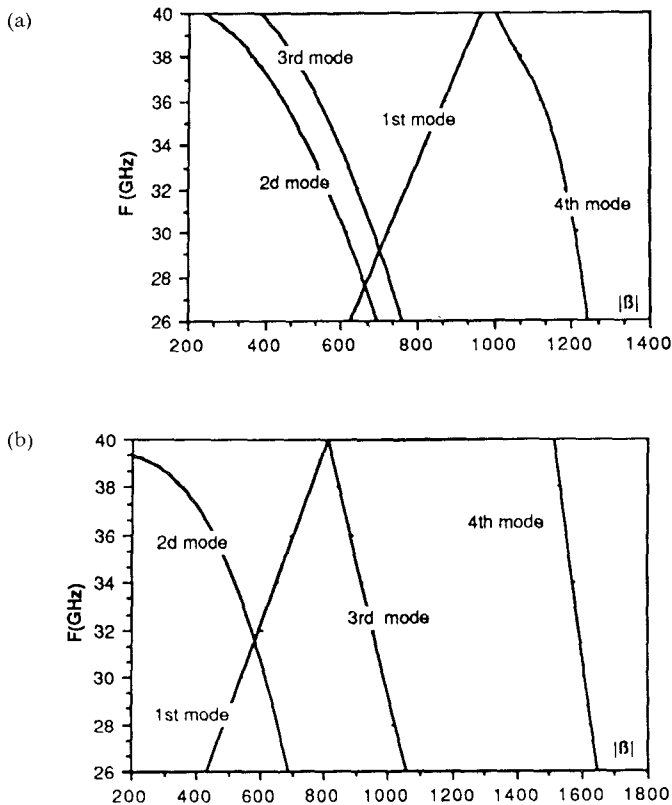 (a)
F (GHz)
40
38
36
34
32
30
28
26
3rd mode
1st mode
2d mode
4th mode
|ß|
200 400 600 800 1000 1200 1400
(b)
F(GHz)
40
38
36
34
32
30
28
26
2d mode
4th mode
3rd mode
1st mode
|ß|
200 400 600 800 1000 1200 1400 1600 1800